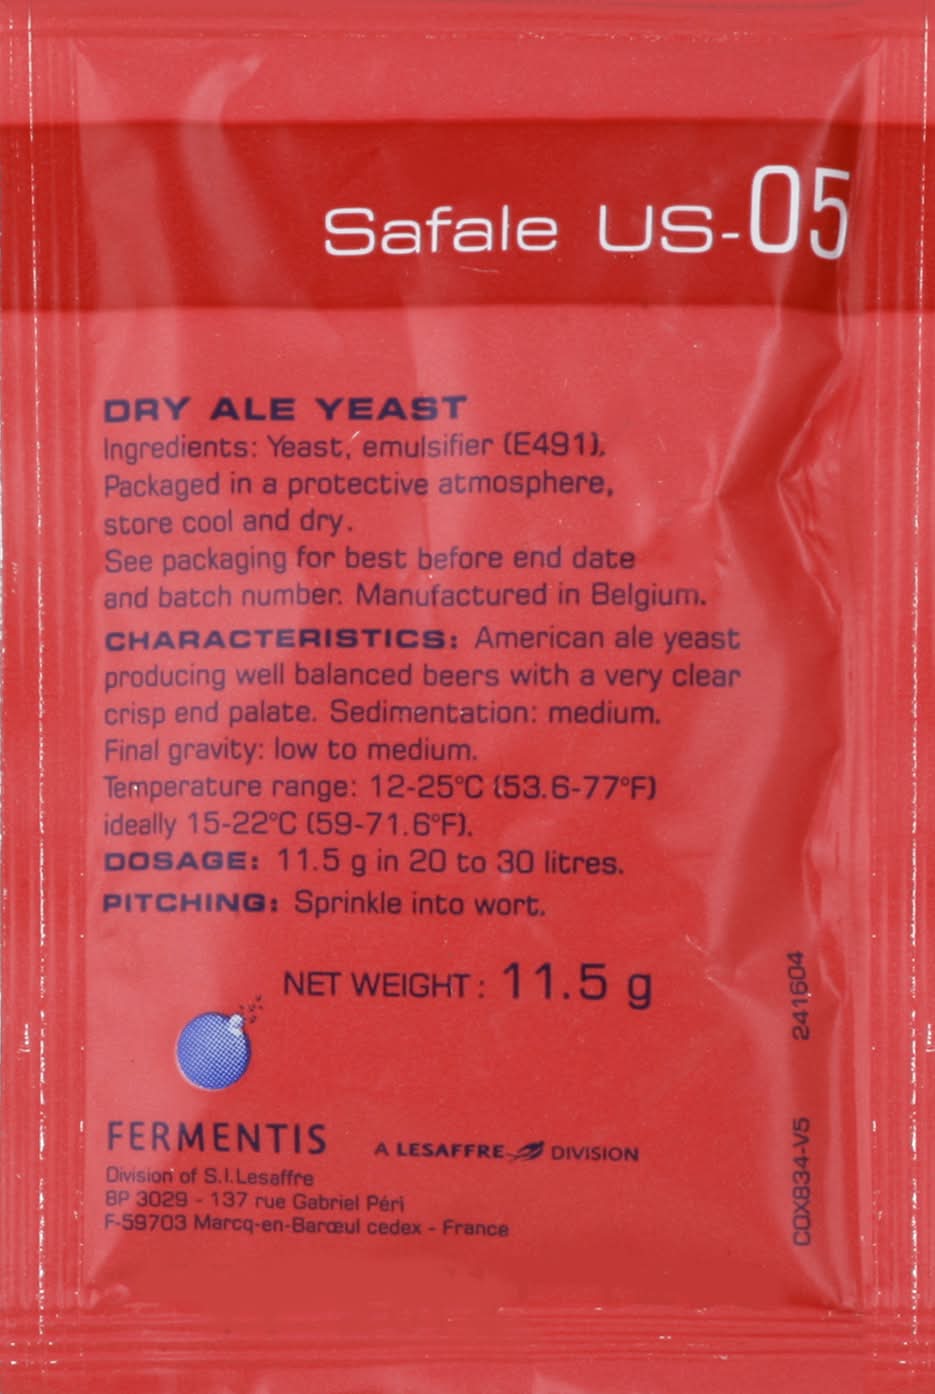 Safale US-05
DRY ALE YEAST
Ingredients: Yeast, emulsifier (E491).
Packaged in a protective atmosphere,
store cool and dry.
See packaging for best before end date
and batch number. Manufactured in Belgium.
CHARACTERISTICS: American ale yeast
producing well balanced beers with a very clear
crisp end palate. Sedimentation: medium.
Final gravity: low to medium.
Temperature range: 12-25°C (53.6-77°F)
ideally 15-22°C (59-71.6°F).
DOSAGE: 11.5 g in 20 to 30 litres.
PITCHING: Sprinkle into wort.
NET WEIGHT: 11.5 g
FERMENTIS
A LESAFFRE DIVISION
Division of S.I.Lesaffre
BP 3029 - 137 rue Gabriel Péri
F-59703 Marcq-en-Barœul cedex - France
COX834-V5 241604